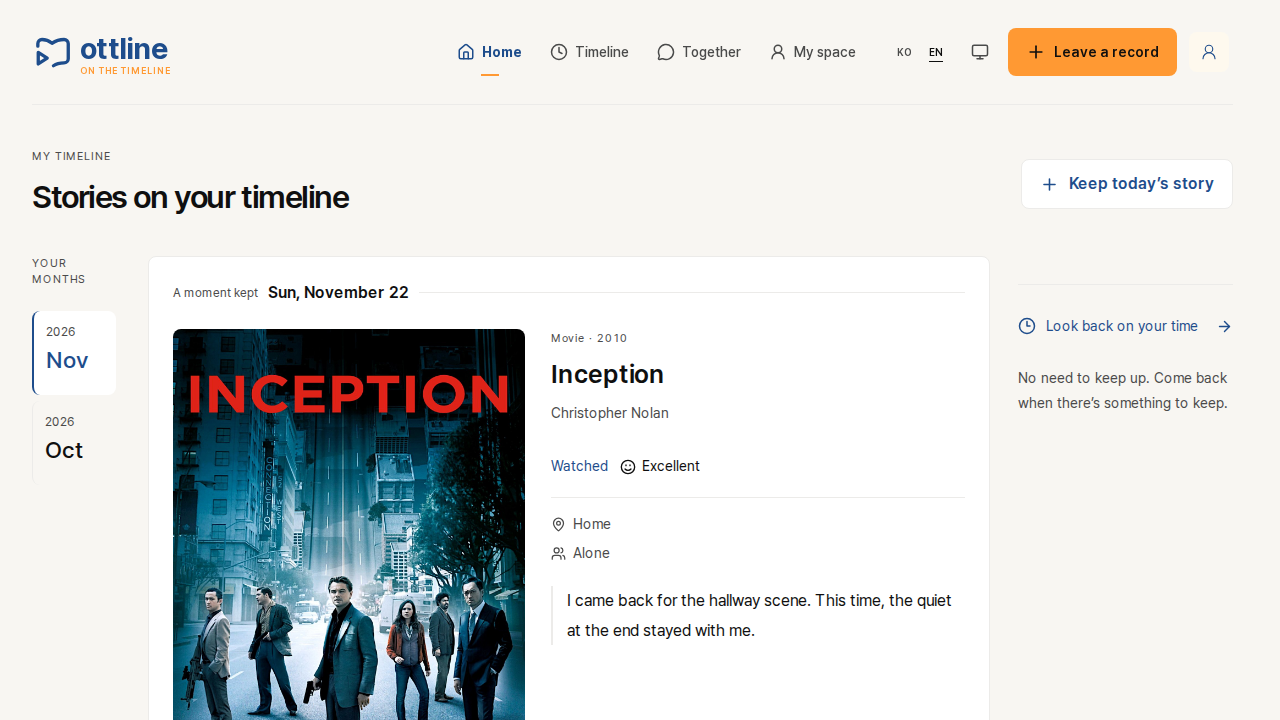 ottline
ON THE TIMELINE
Home
Timeline
Together
My space
KO
EN
Leave a record
MY TIMELINE
Stories on your timeline
Keep today’s story
YOUR
MONTHS
2026
Nov
2026
Oct
A moment kept Sun, November 22
INCEPTION
Movie · 2010
Inception
Christopher Nolan
Watched Excellent
Home
Alone
I came back for the hallway scene. This time, the quiet
at the end stayed with me.
Look back on your time
No need to keep up. Come back
when there’s something to keep.